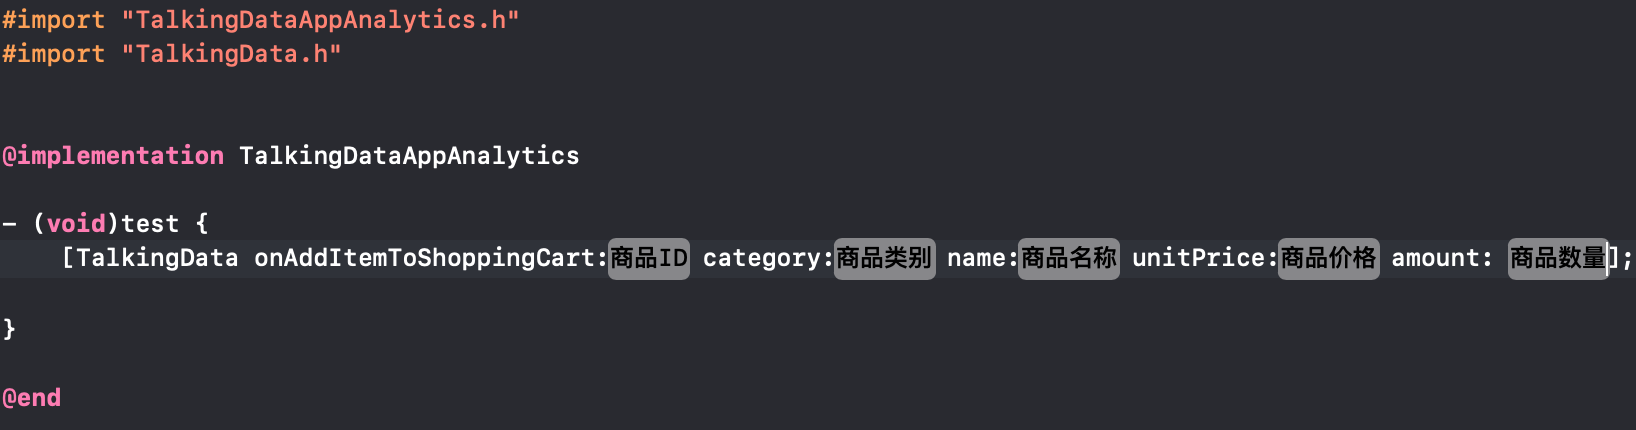 #import "TalkingDataAppAnalytics.h"
#import "TalkingData.h"
@implementation TalkingDataAppAnalytics
- (void)test {
[TalkingData onAddItemToShoppingCart:商品ID category:商品类别 name:商品名称 unitPrice:商品价格 amount: 商品数量];
}
@end